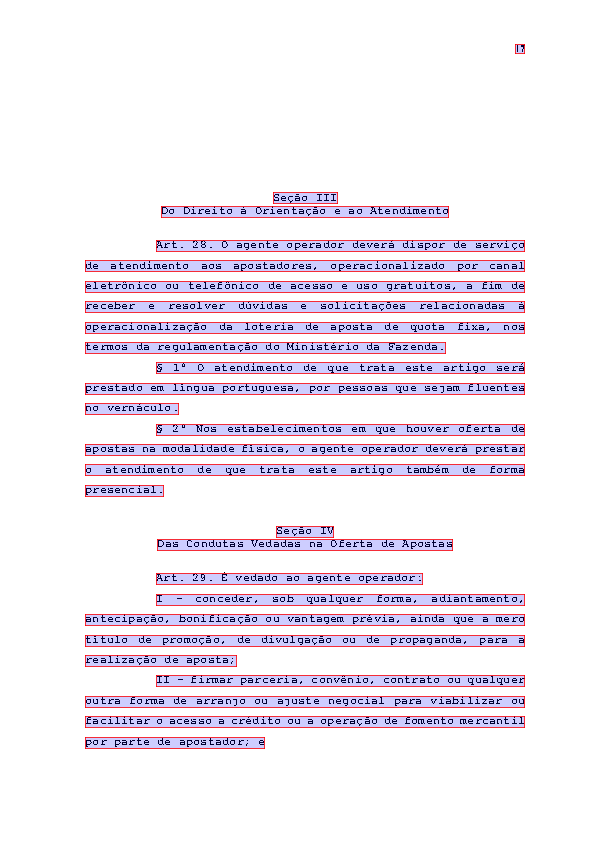 17
Seção III
Do Direito à Orientação e ao Atendimento
Art. 28. O agente operador deverá dispor de serviço
de atendimento aos apostadores, operacionalizado por canal
eletrônico ou telefônico de acesso e uso gratuitos, a fim de
receber e resolver dúvidas e solicitações relacionadas à
operacionalização da loteria de aposta de quota fixa, nos
termos da regulamentação do Ministério da Fazenda.
§ 1º O atendimento de que trata este artigo será
prestado em língua portuguesa, por pessoas que sejam fluentes
no vernáculo.
§ 2º Nos estabelecimentos em que houver oferta de
apostas na modalidade física, o agente operador deverá prestar
o atendimento de que trata este artigo também de forma
presencial.
Seção IV
Das Condutas Vedadas na Oferta de Apostas
Art. 29. É vedado ao agente operador:
I - conceder, sob qualquer forma, adiantamento,
antecipação, bonificação ou vantagem prévia, ainda que a mero
título de promoção, de divulgação ou de propaganda, para a
realização de aposta;
II - firmar parceria, convênio, contrato ou qualquer
outra forma de arranjo ou ajuste negocial para viabilizar ou
facilitar o acesso a crédito ou a operação de fomento mercantil
por parte de apostador; e